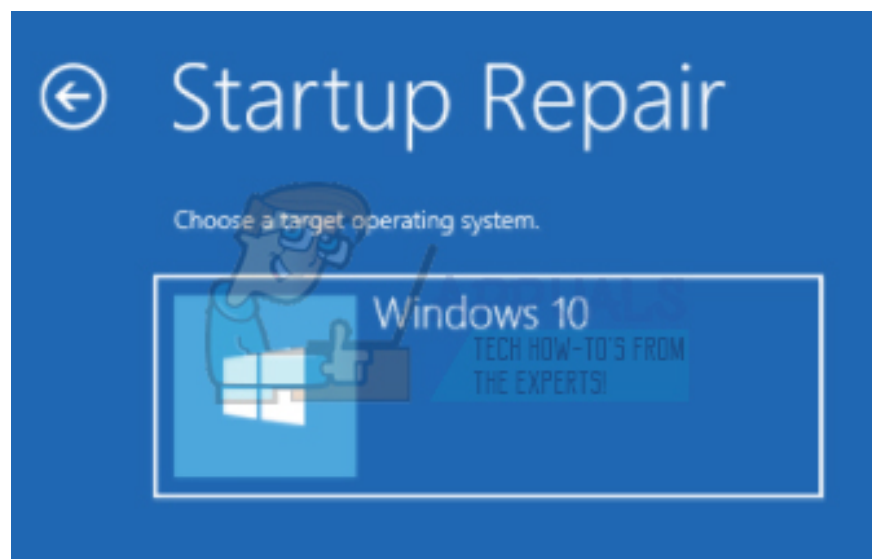 Startup Repair
Choose a target operating system.
Windows 10
TECH HOW-TO'S FROM
THE EXPERTS!